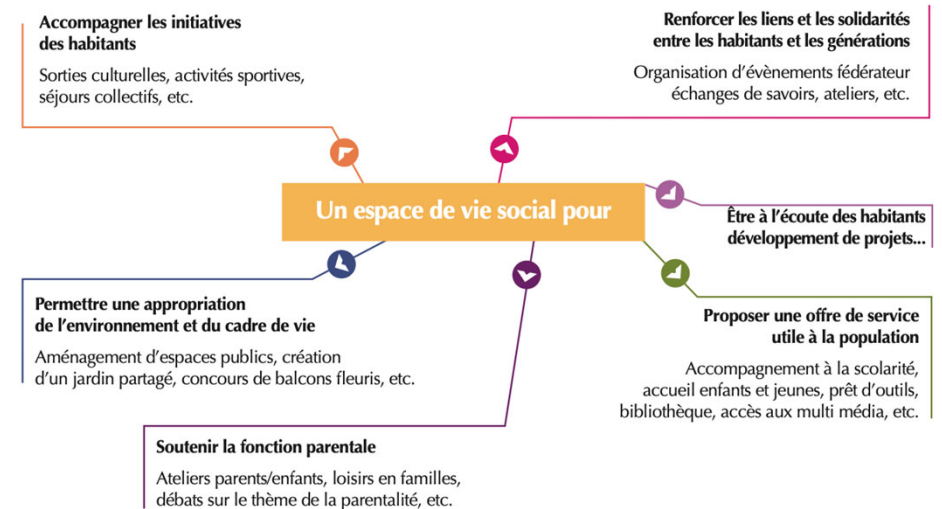 Accompagner les initiatives
des habitants
Sorties culturelles, activités sportives,
séjours collectifs, etc.
Renforcer les liens et les solidarités
entre les habitants et les générations
Organisation d'évènements fédérateur
échanges de savoirs, ateliers, etc.
Un espace de vie social pour
Être à l'écoute des habitants
développement de projets...
Permettre une appropriation
de l'environnement et du cadre de vie
Aménagement d'espaces publics, création
d'un jardin partagé, concours de balcons fleuris, etc.
Proposer une offre de service
utile à la population
Accompagnement à la scolarité,
accueil enfants et jeunes, prêt d'outils,
bibliothèque, accès aux multi média, etc.
Soutenir la fonction parentale
Ateliers parents/enfants, loisirs en familles,
débats sur le thème de la parentalité, etc.